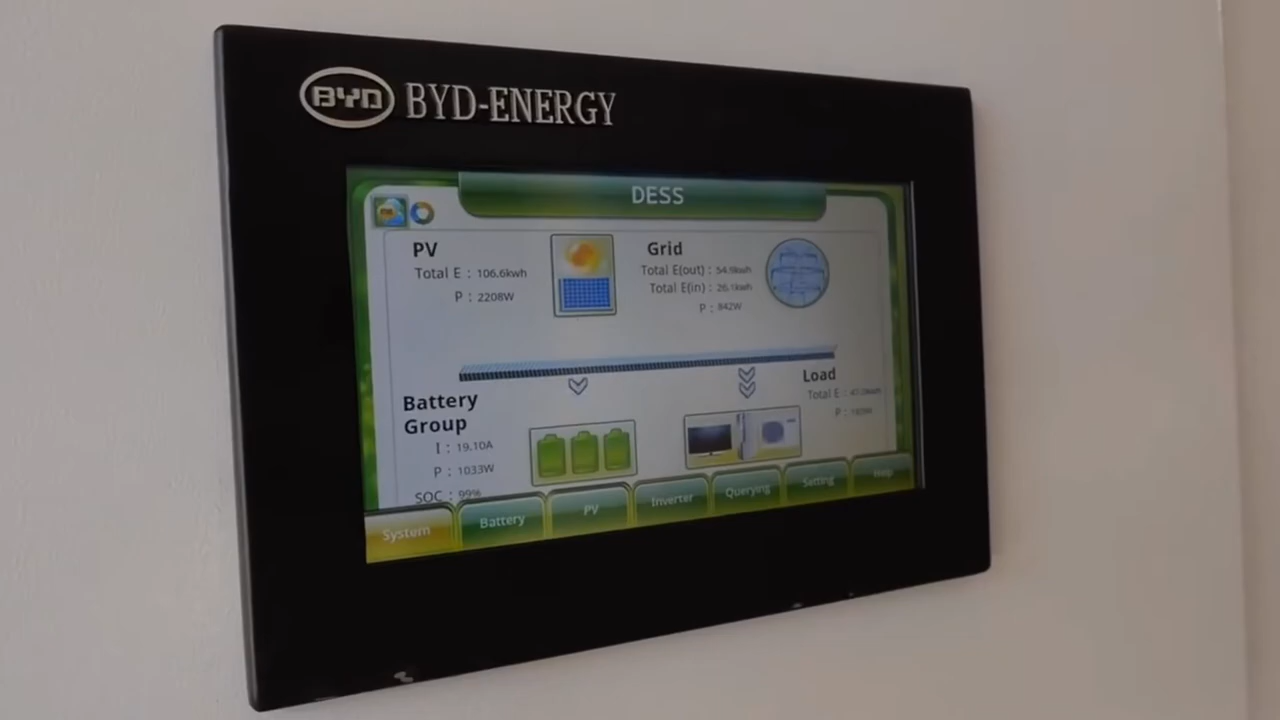 BYD BYD-ENERGY
DESS
PV
Total E : 106.6kwh
P : 2208W
Grid
Total E(out) : 54.9kwh
Total E(in) : 26.1kwh
P : 842W
Battery
Group
I : 19.10A
P : 1033W
SOC : 99%
Load
Total E :
P :
System
Battery
PV
Inverter
Querying
Setting
Help